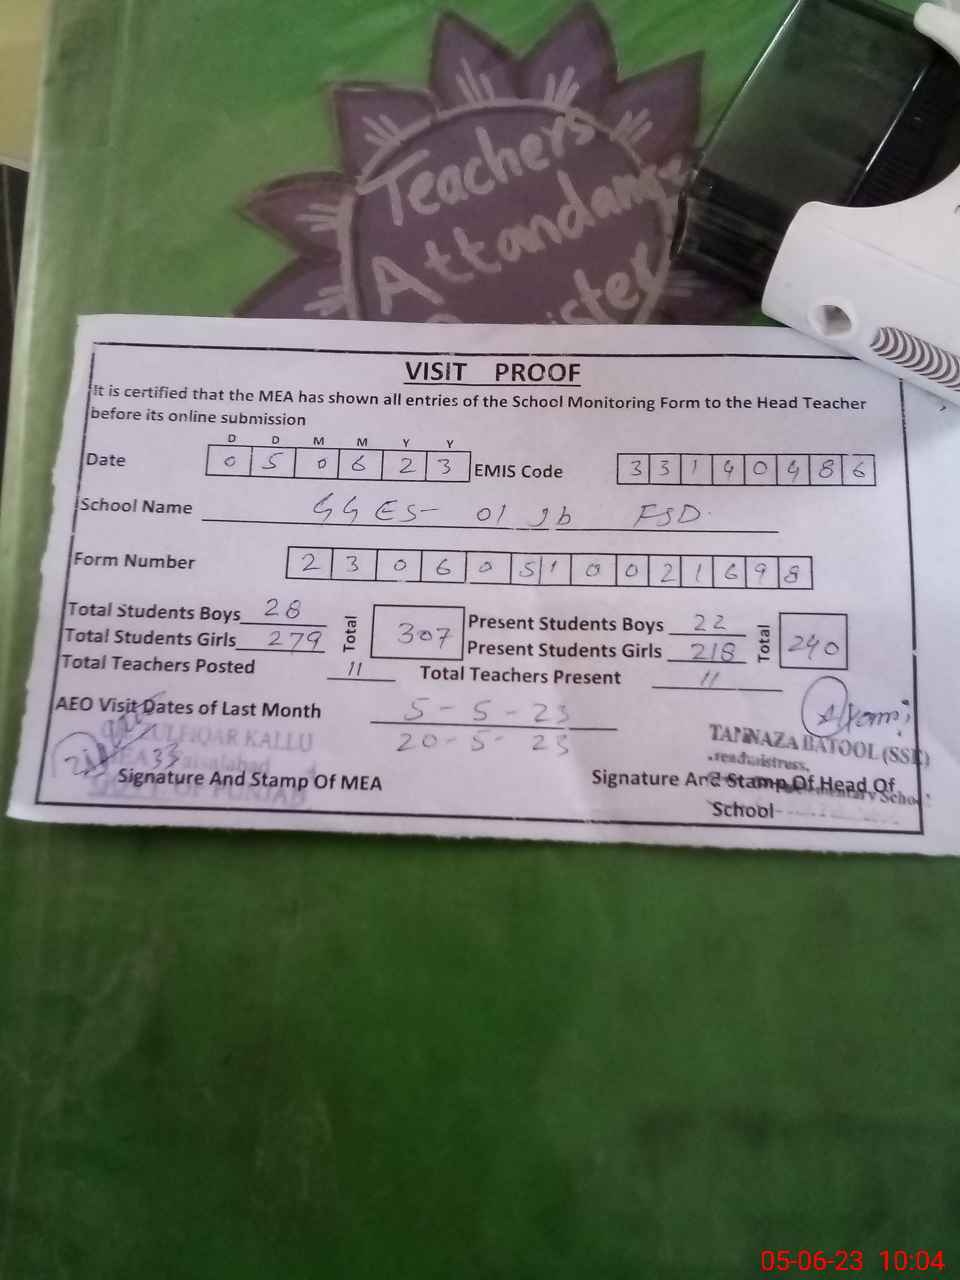 Teachers
Attandance
VISIT PROOF
It is certified that the MEA has shown all entries of the School Monitoring Form to the Head Teacher
before its online submission
D D M M Y Y
Date 0 5 0 6 2 3 EMIS Code 3 3 1 4 0 4 8 6
School Name GGES- 01 Jb FSD.
Form Number 2 3 0 6 0 5 1 0 0 2 1 6 9 8
Total Students Boys 28 Total 307 Present Students Boys 22 Total 240
Total Students Girls 279 Present Students Girls 218
Total Teachers Posted 11 Total Teachers Present 11
AEO Visit Dates of Last Month 5-5-23
20-5-23
ZULFIQAR KALLU
MEA 33 Faisalabad
TANNAZA BATOOL (SSE)
Signature And Stamp Of MEA Signature And Stamp Of Head Of
School
05-06-23 10:04